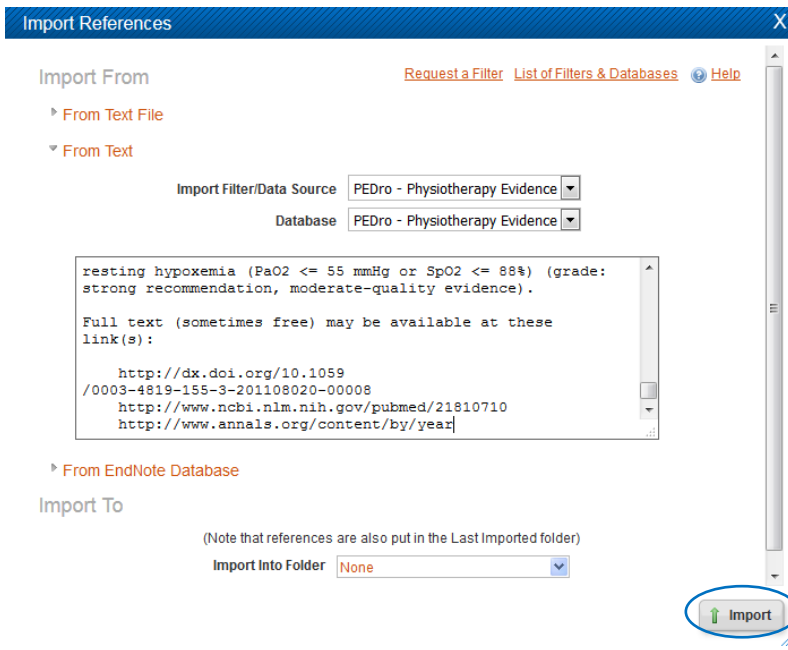 Import References X
Import From
Request a Filter List of Filters & Databases Help
From Text File
From Text
Import Filter/Data Source PEDro - Physiotherapy Evidence
Database PEDro - Physiotherapy Evidence
resting hypoxemia (PaO2 <= 55 mmHg or SpO2 <= 88%) (grade:
strong recommendation, moderate-quality evidence).
Full text (sometimes free) may be available at these
link(s):
http://dx.doi.org/10.1059
/0003-4819-155-3-201108020-00008
http://www.ncbi.nlm.nih.gov/pubmed/21810710
http://www.annals.org/content/by/year
From EndNote Database
Import To
(Note that references are also put in the Last Imported folder)
Import Into Folder None
Import